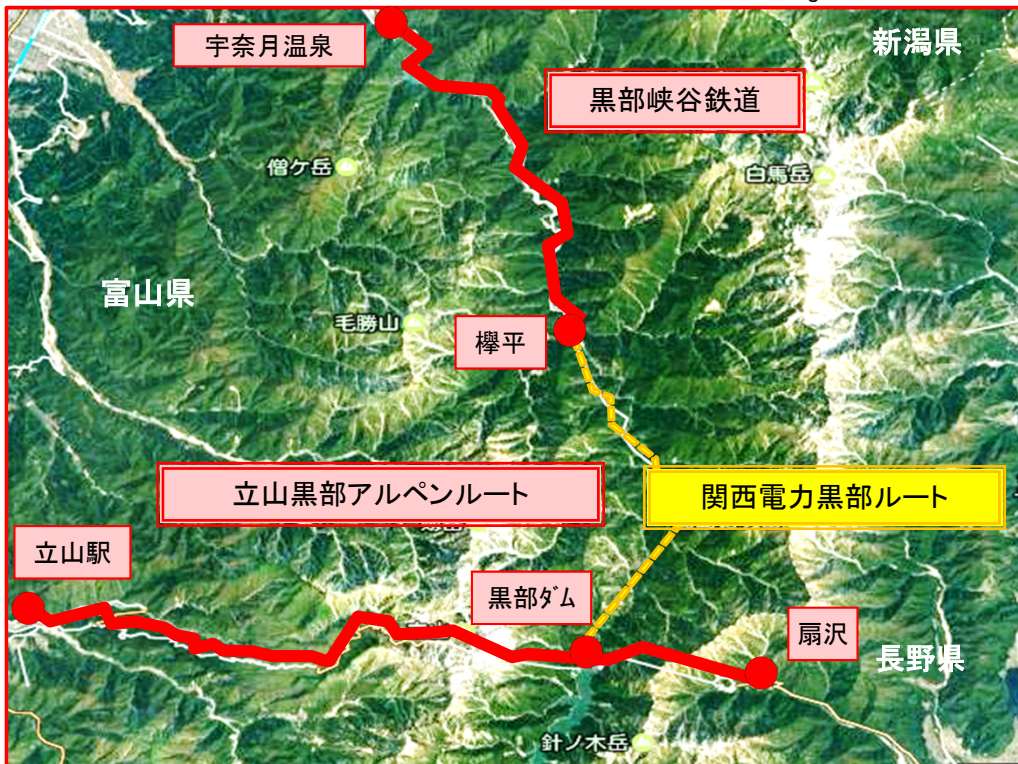 宇奈月温泉
新潟県
黒部峡谷鉄道
僧ケ岳
白馬岳
富山県
毛勝山
欅平
立山黒部アルペンルート
関西電力黒部ルート
立山駅
黒部ﾀﾞﾑ
扇沢
長野県
針ノ木岳